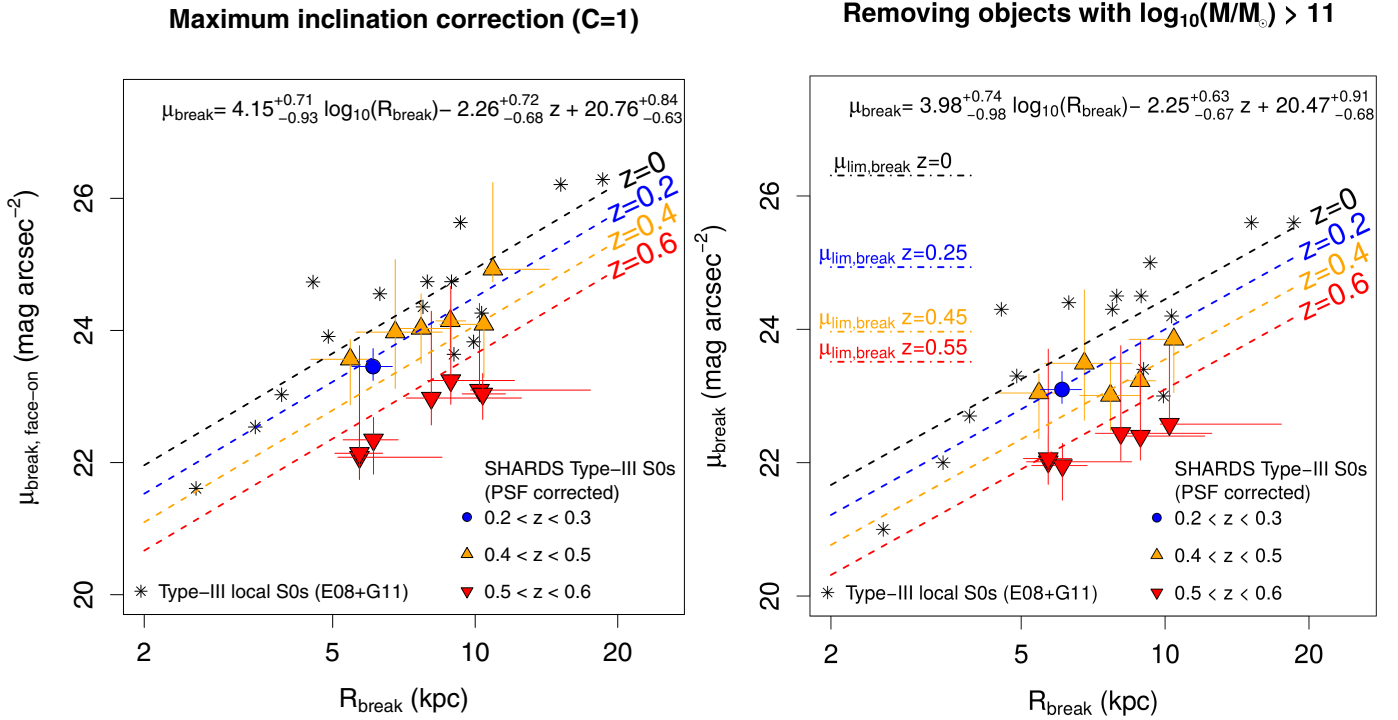 Maximum inclination correction (C=1)
μbreak= 4.15+0.71−0.93 log10(Rbreak)− 2.26+0.72−0.68 z + 20.76+0.84−0.63
z=0
z=0.2
z=0.4
z=0.6
SHARDS Type−III S0s
(PSF corrected)
0.2 < z < 0.3
0.4 < z < 0.5
0.5 < z < 0.6
Type−III local S0s (E08+G11)
μbreak, face−on (mag arcsec−2)
26
24
22
20
2 5 10 20
Rbreak (kpc)
Removing objects with log10(M/M☉) > 11
μbreak= 3.98+0.74−0.98 log10(Rbreak)− 2.25+0.63−0.67 z + 20.47+0.91−0.68
μlim,break z=0
μlim,break z=0.25
μlim,break z=0.45
μlim,break z=0.55
z=0
z=0.2
z=0.4
z=0.6
SHARDS Type−III S0s
(PSF corrected)
0.2 < z < 0.3
0.4 < z < 0.5
0.5 < z < 0.6
Type−III local S0s (E08+G11)
μbreak (mag arcsec−2)
26
24
22
20
2 5 10 20
Rbreak (kpc)